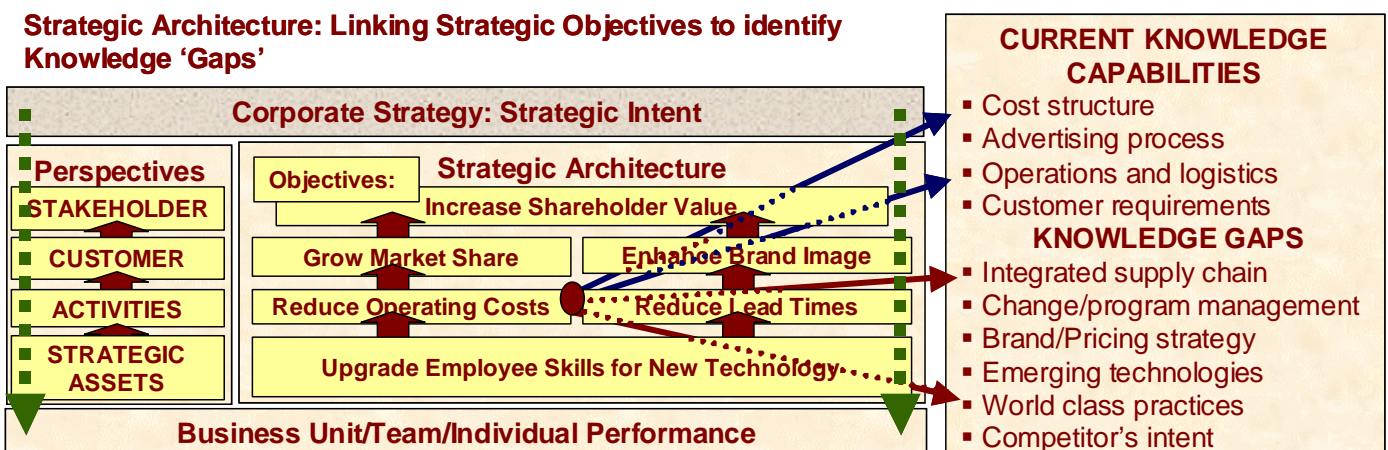 Strategic Architecture: Linking Strategic Objectives to identify
Knowledge ‘Gaps’
Corporate Strategy: Strategic Intent
Perspectives
STAKEHOLDER
CUSTOMER
ACTIVITIES
STRATEGIC
ASSETS
Strategic Architecture
Objectives:
Increase Shareholder Value
Grow Market Share
Enhance Brand Image
Reduce Operating Costs
Reduce Lead Times
Upgrade Employee Skills for New Technology
Business Unit/Team/Individual Performance
CURRENT KNOWLEDGE
CAPABILITIES
▪ Cost structure
▪ Advertising process
▪ Operations and logistics
▪ Customer requirements
KNOWLEDGE GAPS
▪ Integrated supply chain
▪ Change/program management
▪ Brand/Pricing strategy
▪ Emerging technologies
▪ World class practices
▪ Competitor’s intent